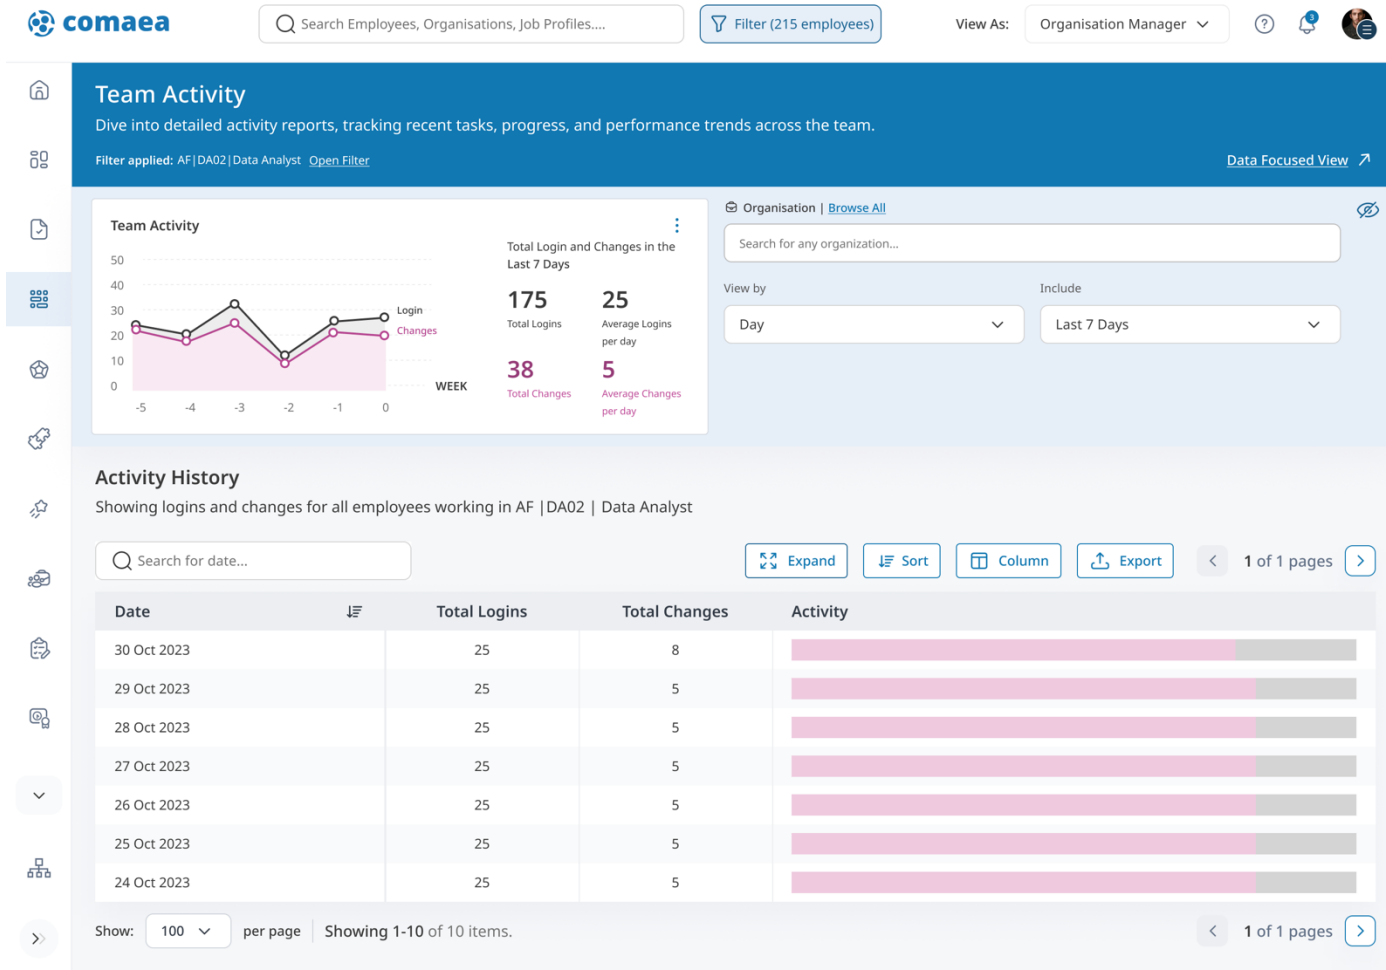 comaea
Search Employees, Organisations, Job Profiles....
Filter (215 employees)
View As:
Organisation Manager
3
Team Activity
Dive into detailed activity reports, tracking recent tasks, progress, and performance trends across the team.
Filter applied: AF|DA02|Data Analyst Open Filter
Data Focused View
Team Activity
50
40
30
20
10
0
-5 -4 -3 -2 -1 0
WEEK
Login
Changes
Total Login and Changes in the
Last 7 Days
175 25
Total Logins Average Logins
per day
38 5
Total Changes Average Changes
per day
Organisation | Browse All
Search for any organization...
View by Include
Day Last 7 Days
Activity History
Showing logins and changes for all employees working in AF |DA02 | Data Analyst
Search for date...
Expand Sort Column Export 1 of 1 pages
Date Total Logins Total Changes Activity
30 Oct 2023 25 8
29 Oct 2023 25 5
28 Oct 2023 25 5
27 Oct 2023 25 5
26 Oct 2023 25 5
25 Oct 2023 25 5
24 Oct 2023 25 5
Show: 100 per page Showing 1-10 of 10 items. 1 of 1 pages